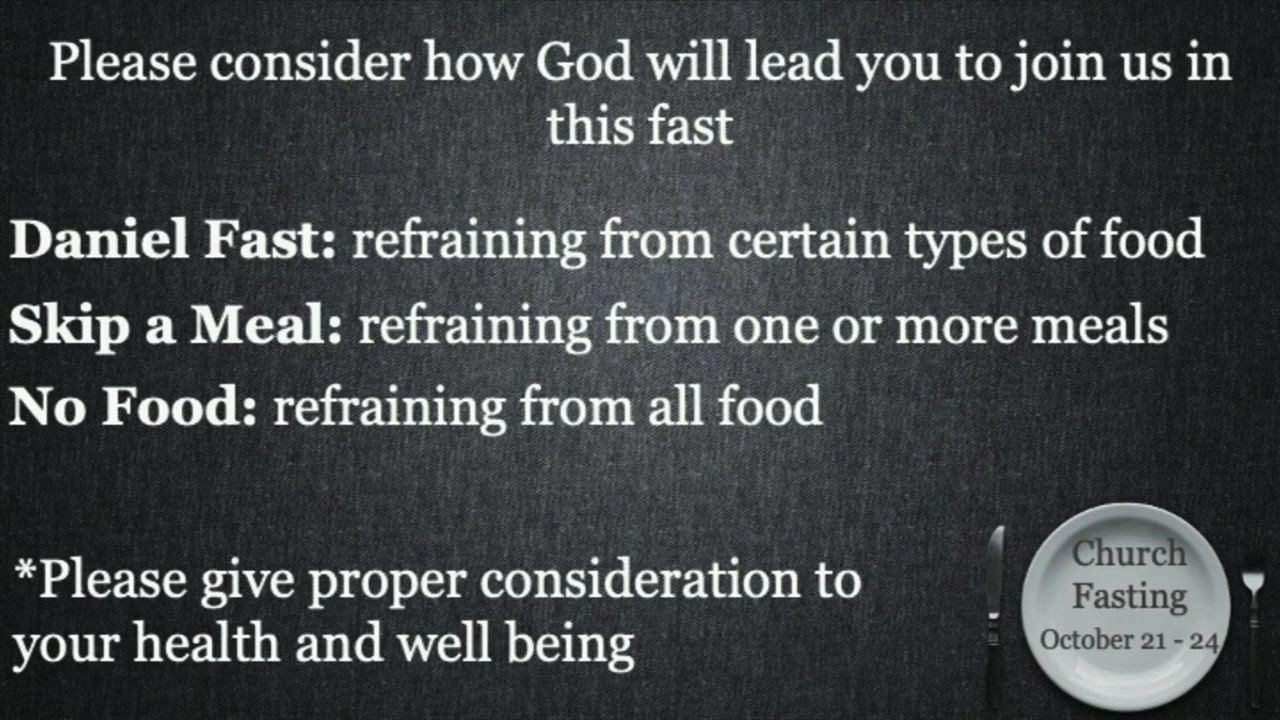 Please consider how God will lead you to join us in
this fast
Daniel Fast: refraining from certain types of food
Skip a Meal: refraining from one or more meals
No Food: refraining from all food
*Please give proper consideration to
your health and well being
Church
Fasting
October 21 - 24